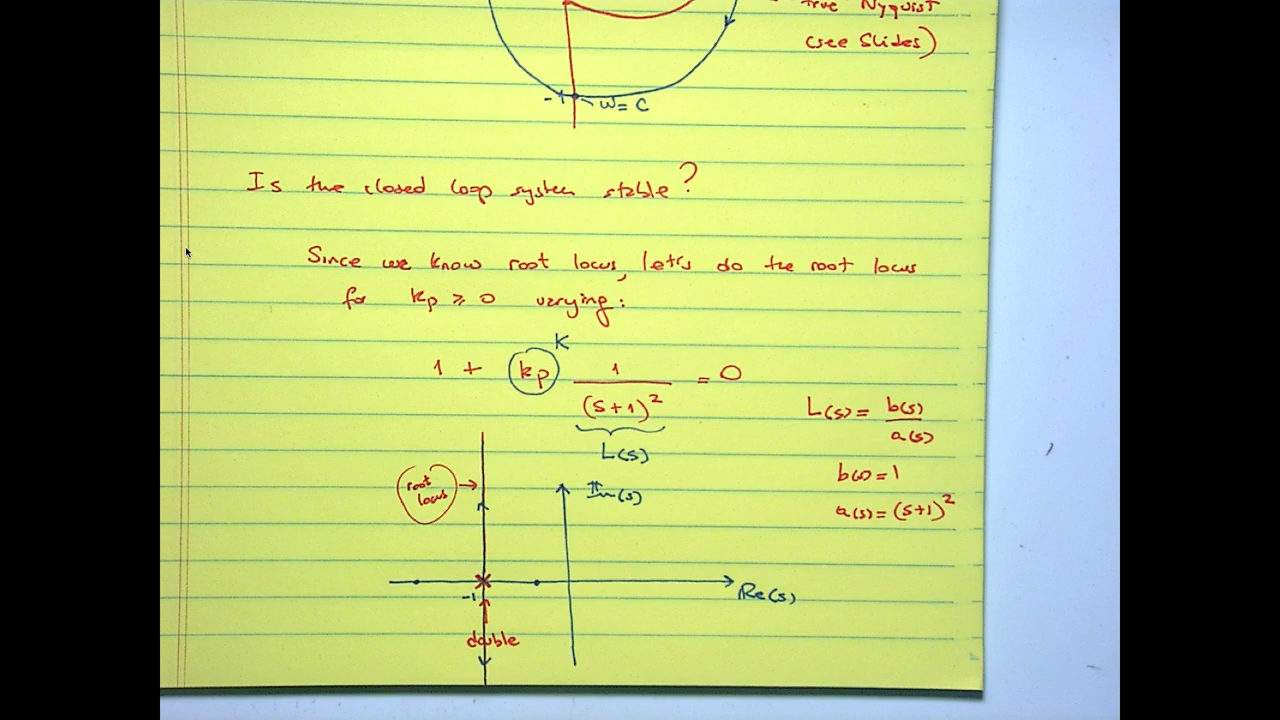 true Nyquist
(see Slides)
-1
w= C
Is the closed loop system stable?
Since we know root locus, let's do the root locus
for kp ≥ 0 varying:
K
1 + kp 1/(s+1)² = 0
L(s)
L(s) = b(s)/a(s)
b(s) = 1
a(s) = (s+1)²
root locus →
Im(s)
-1
Re(s)
double